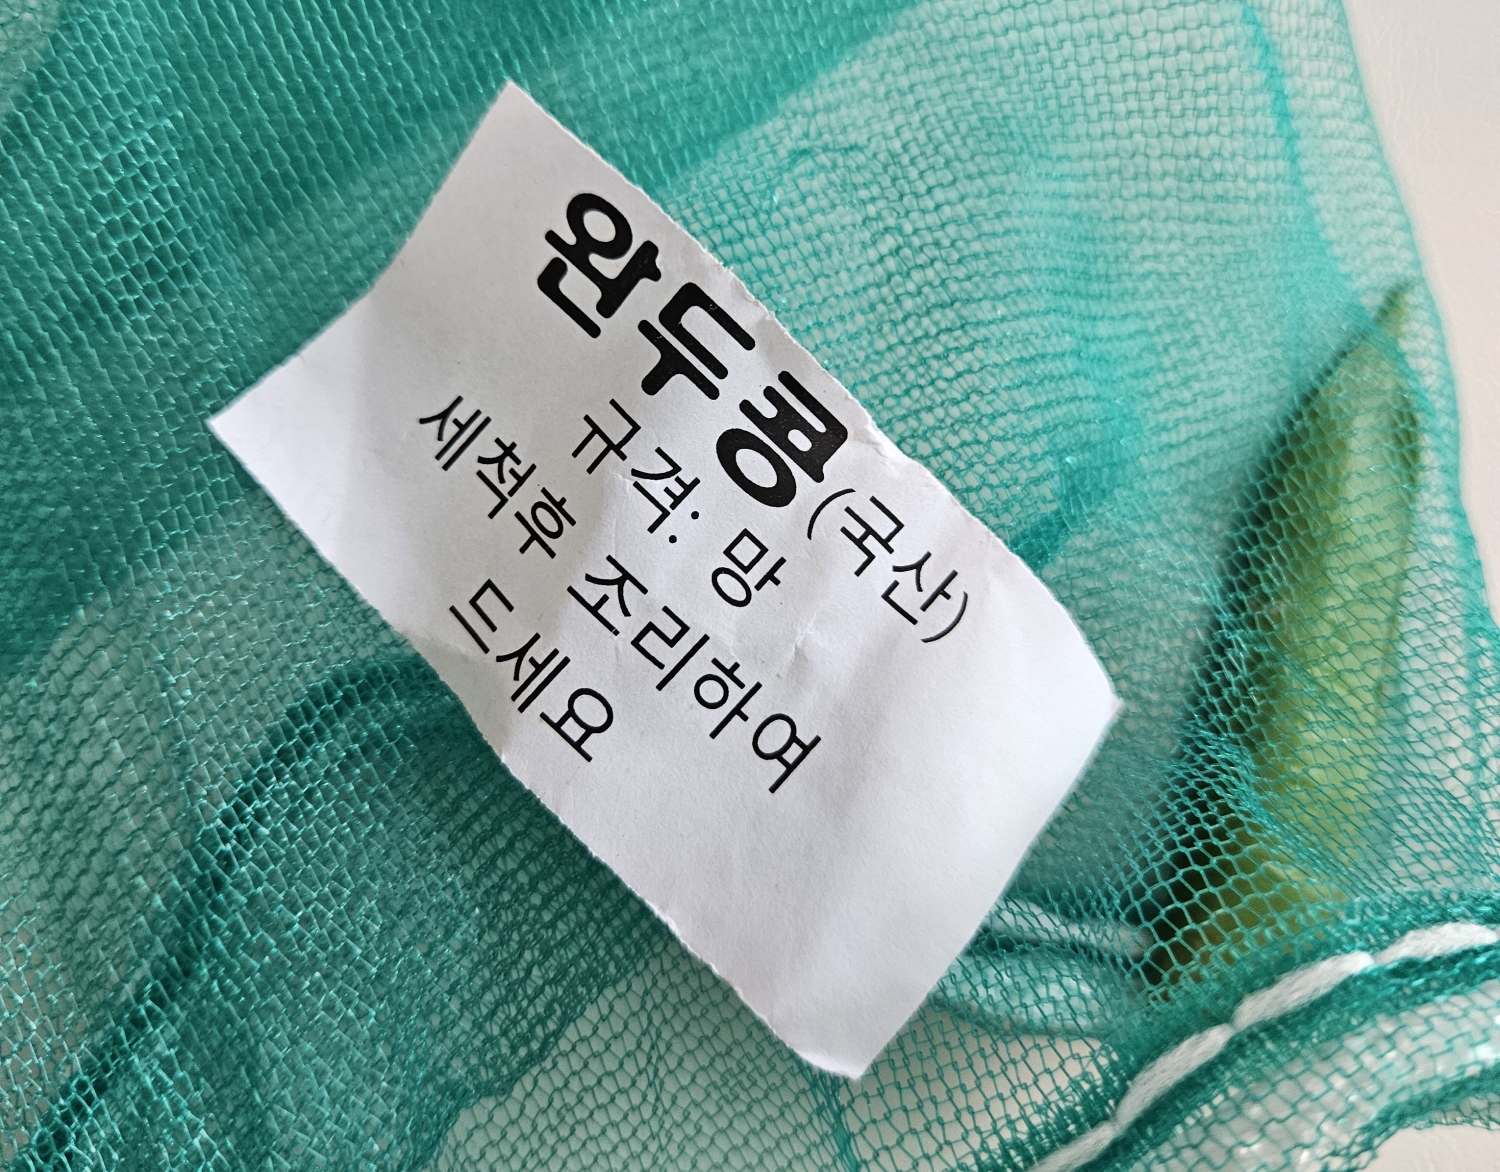 완두콩(국산)
규격: 망
세척후 조리하여
드세요